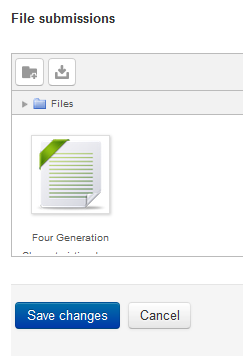 File submissions
Files
Four Generation
Save changes
Cancel